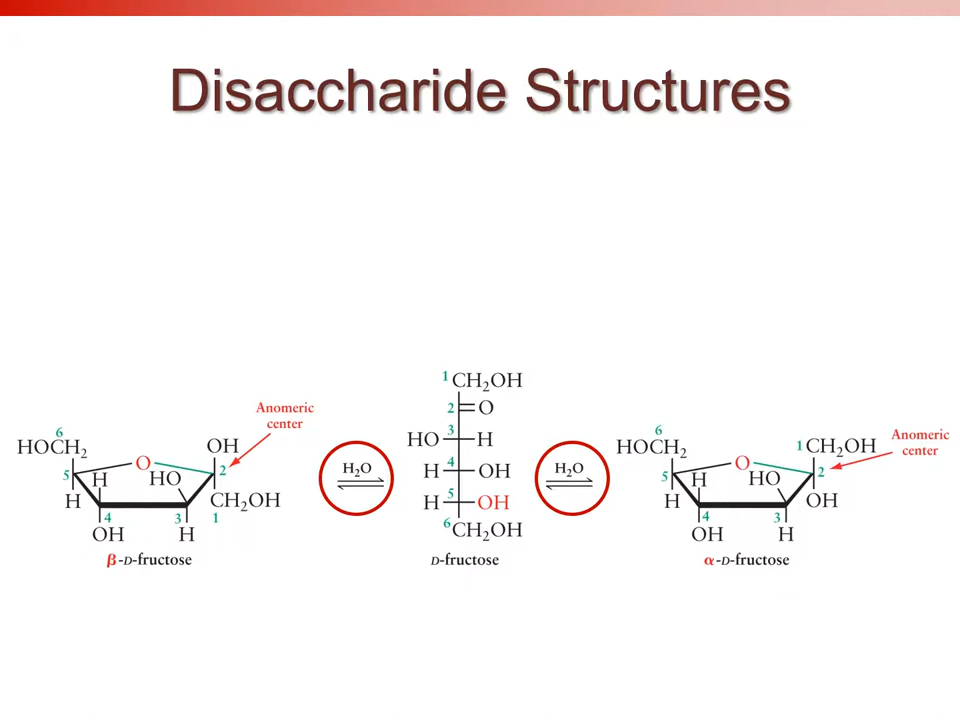 Disaccharide Structures
Anomeric
center
HOCH2
6
O
OH
2
5
H
H
HO
CH2OH
4
3
1
OH
H
β-D-fructose
H2O
1 CH2OH
2 O
3
HO H
4
H OH
5
H OH
6 CH2OH
D-fructose
H2O
Anomeric
center
6
HOCH2
1 CH2OH
O
2
5
H
HO
H
OH
4
3
OH
H
α-D-fructose